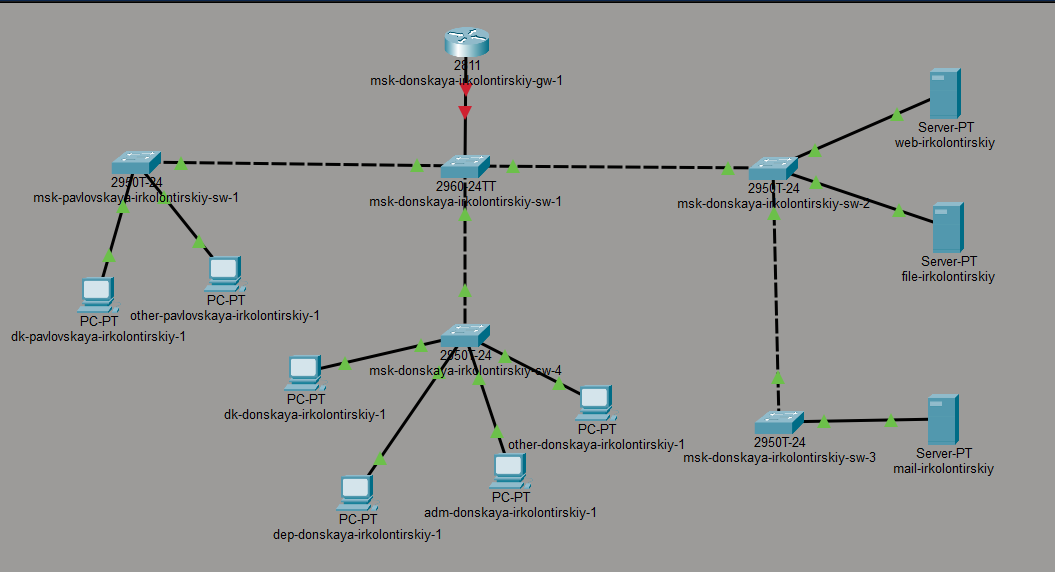 2811
msk-donskaya-irkolontirskiy-gw-1
Server-PT
web-irkolontirskiy
2950T-24
msk-pavlovskaya-irkolontirskiy-sw-1
2960-24TT
msk-donskaya-irkolontirskiy-sw-1
2950T-24
msk-donskaya-irkolontirskiy-sw-2
Server-PT
file-irkolontirskiy
PC-PT
other-pavlovskaya-irkolontirskiy-1
PC-PT
dk-pavlovskaya-irkolontirskiy-1
2950T-24
msk-donskaya-irkolontirskiy-sw-4
PC-PT
dk-donskaya-irkolontirskiy-1
PC-PT
other-donskaya-irkolontirskiy-1
2950T-24
msk-donskaya-irkolontirskiy-sw-3
Server-PT
mail-irkolontirskiy
PC-PT
adm-donskaya-irkolontirskiy-1
PC-PT
dep-donskaya-irkolontirskiy-1